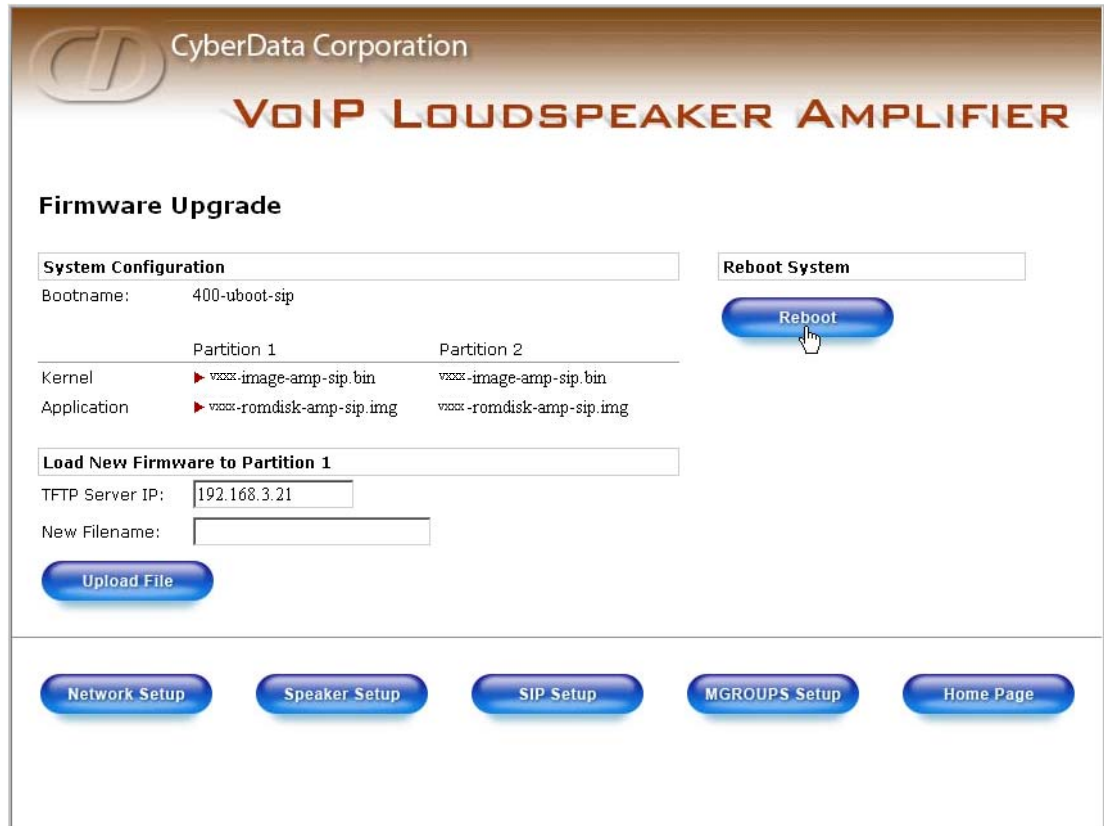 CyberData Corporation
VoIP Loudspeaker Amplifier
Firmware Upgrade
System Configuration
Bootname: 400-uboot-sip
Partition 1 Partition 2
Kernel vxxx-image-amp-sip.bin vxxx-image-amp-sip.bin
Application vxxx-romdisk-amp-sip.img vxxx-romdisk-amp-sip.img
Load New Firmware to Partition 1
TFTP Server IP: 192.168.3.21
New Filename:
Upload File
Reboot System
Reboot
Network Setup Speaker Setup SIP Setup MGROUPS Setup Home Page